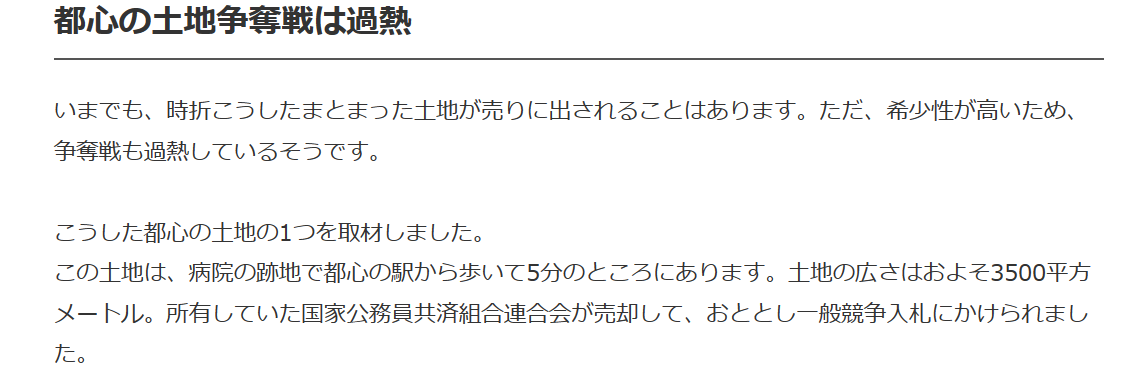 都心の土地争奪戦は過熱
いまでも、時折こうしたまとまった土地が売りに出されることはあります。ただ、希少性が高いため、
争奪戦も過熱しているそうです。
こうした都心の土地の1つを取材しました。
この土地は、病院の跡地で都心の駅から歩いて5分のところにあります。土地の広さはおよそ3500平方
メートル。所有していた国家公務員共済組合連合会が売却して、おととし一般競争入札にかけられまし
た。